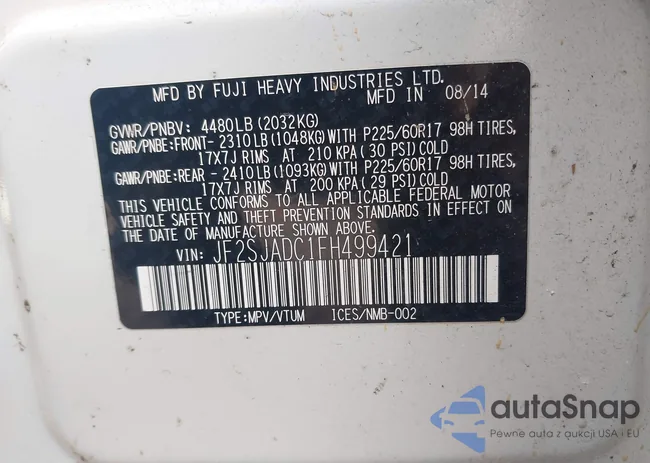 MFD BY FUJI HEAVY INDUSTRIES LTD.
MFD IN 08/14
GVWR/PNBV: 4480LB(2032KG)
GAWR/PNBE:FRONT- 2310LB(1048KG)WITH P225/60R17 98H TIRES,
17X7J RIMS AT 210 KPA( 30 PSI)COLD
GAWR/PNBE:REAR - 2410LB(1093KG)WITH P225/60R17 98H TIRES,
17X7J RIMS AT 200 KPA( 29 PSI)COLD
THIS VEHICLE CONFORMS TO ALL APPLICABLE FEDERAL MOTOR
VEHICLE SAFETY AND THEFT PREVENTION STANDARDS IN EFFECT ON
THE DATE OF MANUFACTURE SHOWN ABOVE.
VIN: JF2SJADC1FH499421
TYPE:MPV/VTUM ICES/NMB-002
autaSnap
Pewne auta z aukcji USA i EU